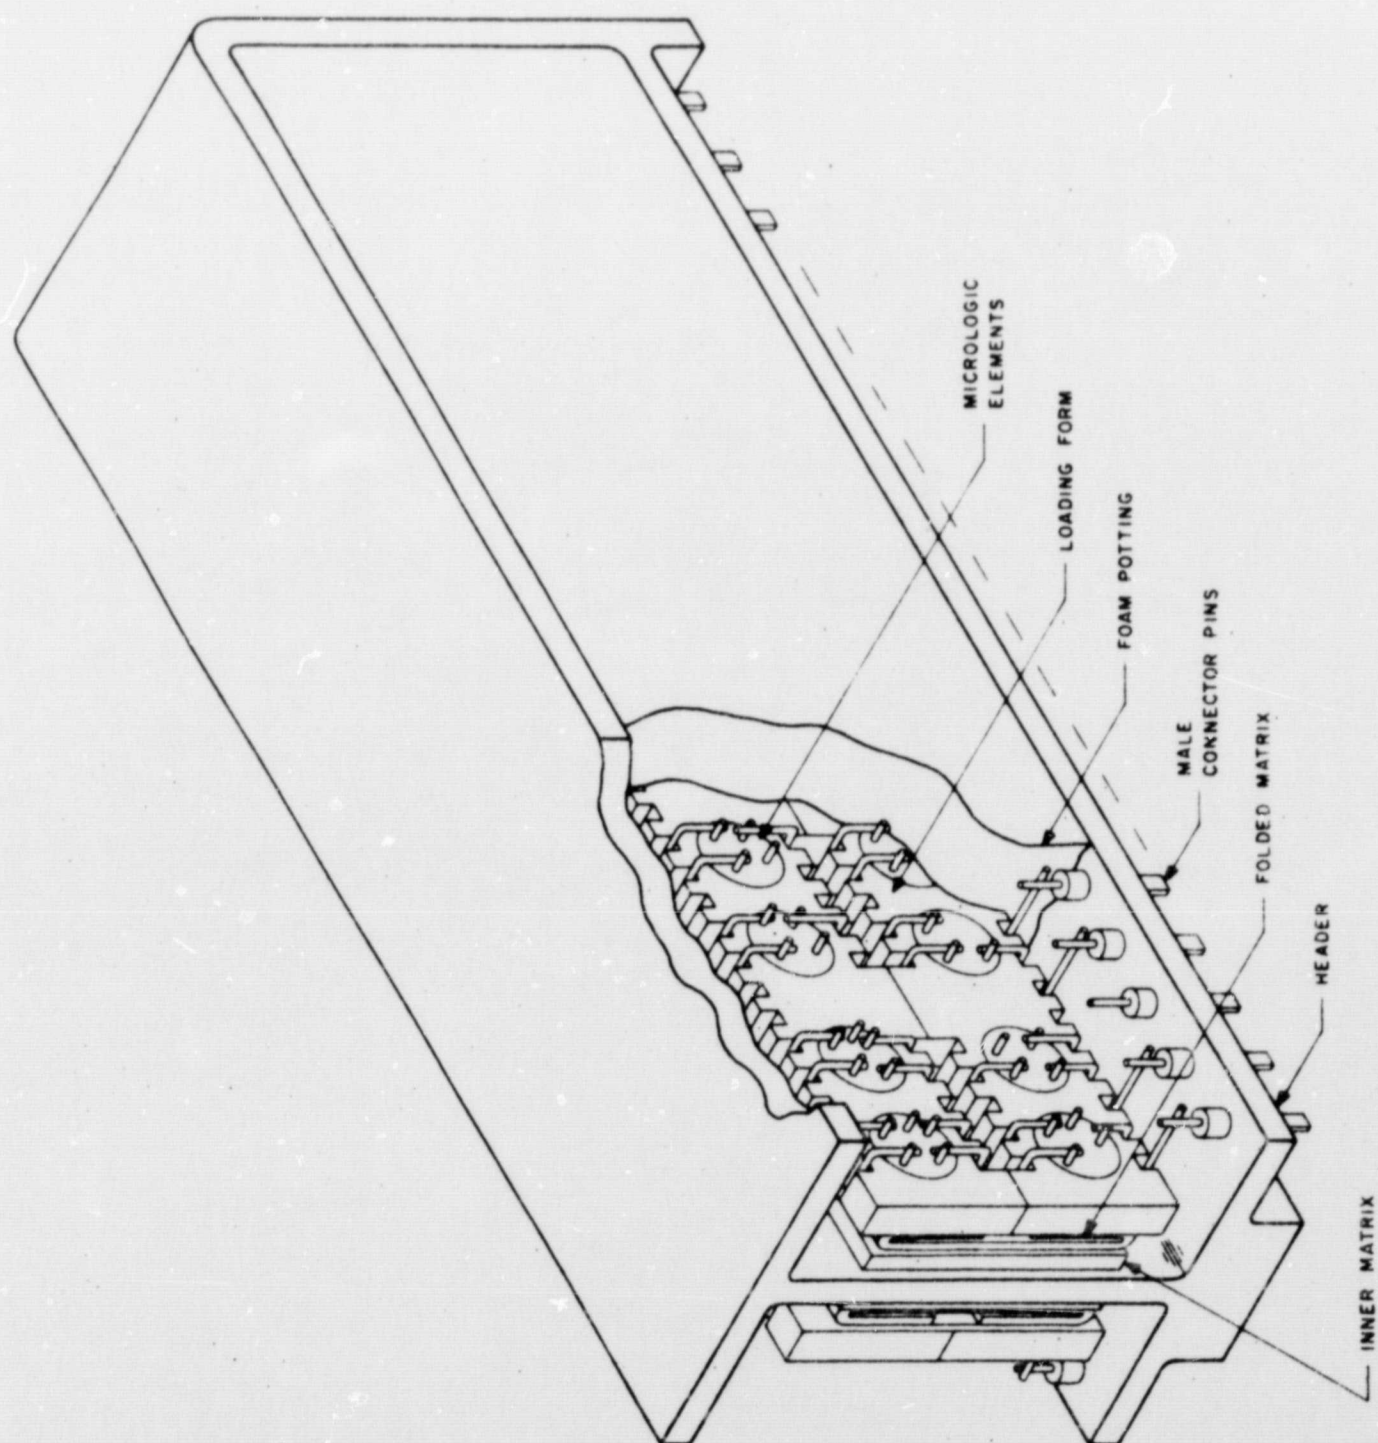 MICROLOGIC
ELEMENTS
LOADING FORM
FOAM POTTING
MALE
CONNECTOR PINS
FOLDED MATRIX
HEADER
INNER MATRIX